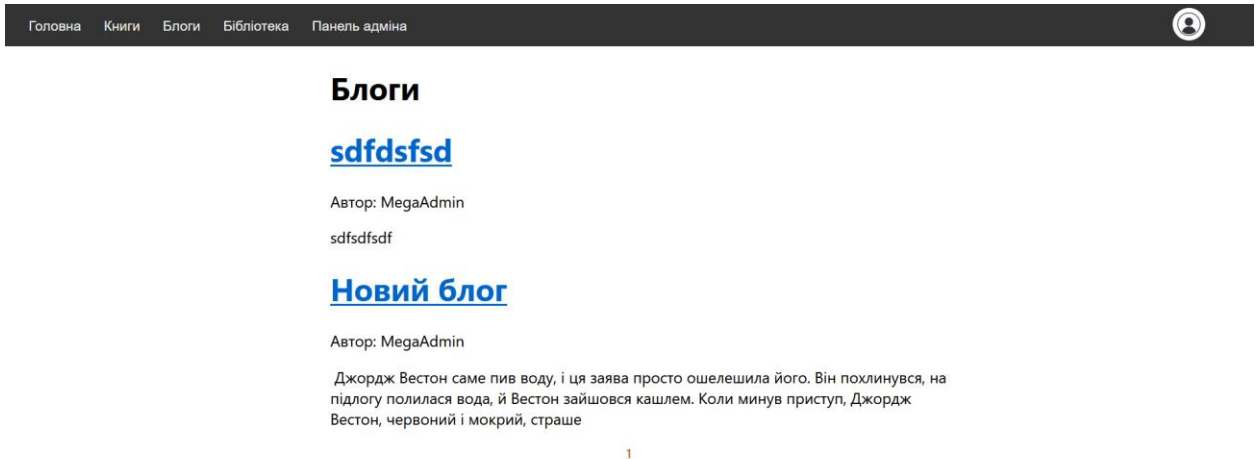 Головна Книги Блоги Бібліотека Панель адміна
Блоги
sdfdsfsd
Автор: MegaAdmin
sdfsdfsdf
Новий блог
Автор: MegaAdmin
Джордж Вестон саме пив воду, і ця заява просто ошелешила його. Він похлинувся, на
підлогу полилася вода, й Вестон зайшовся кашлем. Коли минув приступ, Джордж
Вестон, червоний і мокрий, страше
1